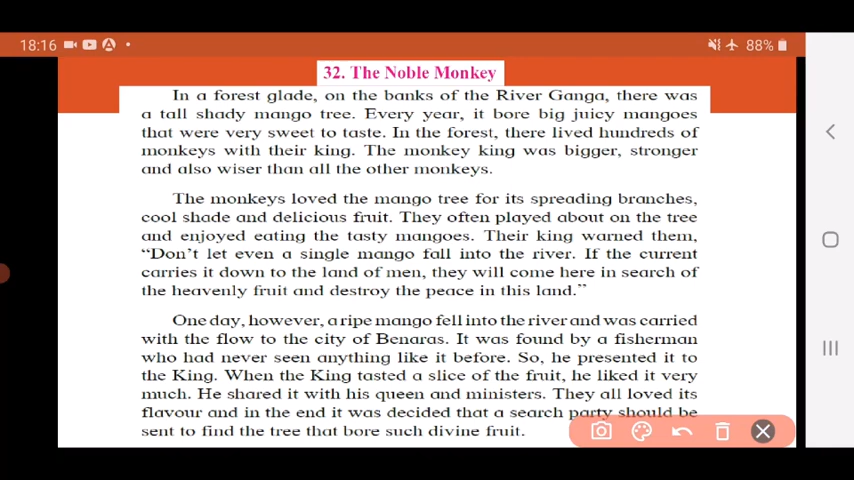 18:16
88%
32. The Noble Monkey
In a forest glade, on the banks of the River Ganga, there was
a tall shady mango tree. Every year, it bore big juicy mangoes
that were very sweet to taste. In the forest, there lived hundreds of
monkeys with their king. The monkey king was bigger, stronger
and also wiser than all the other monkeys.
The monkeys loved the mango tree for its spreading branches,
cool shade and delicious fruit. They often played about on the tree
and enjoyed eating the tasty mangoes. Their king warned them,
“Don’t let even a single mango fall into the river. If the current
carries it down to the land of men, they will come here in search of
the heavenly fruit and destroy the peace in this land.”
One day, however, a ripe mango fell into the river and was carried
with the flow to the city of Benaras. It was found by a fisherman
who had never seen anything like it before. So, he presented it to
the King. When the King tasted a slice of the fruit, he liked it very
much. He shared it with his queen and ministers. They all loved its
flavour and in the end it was decided that a search party should be
sent to find the tree that bore such divine fruit.